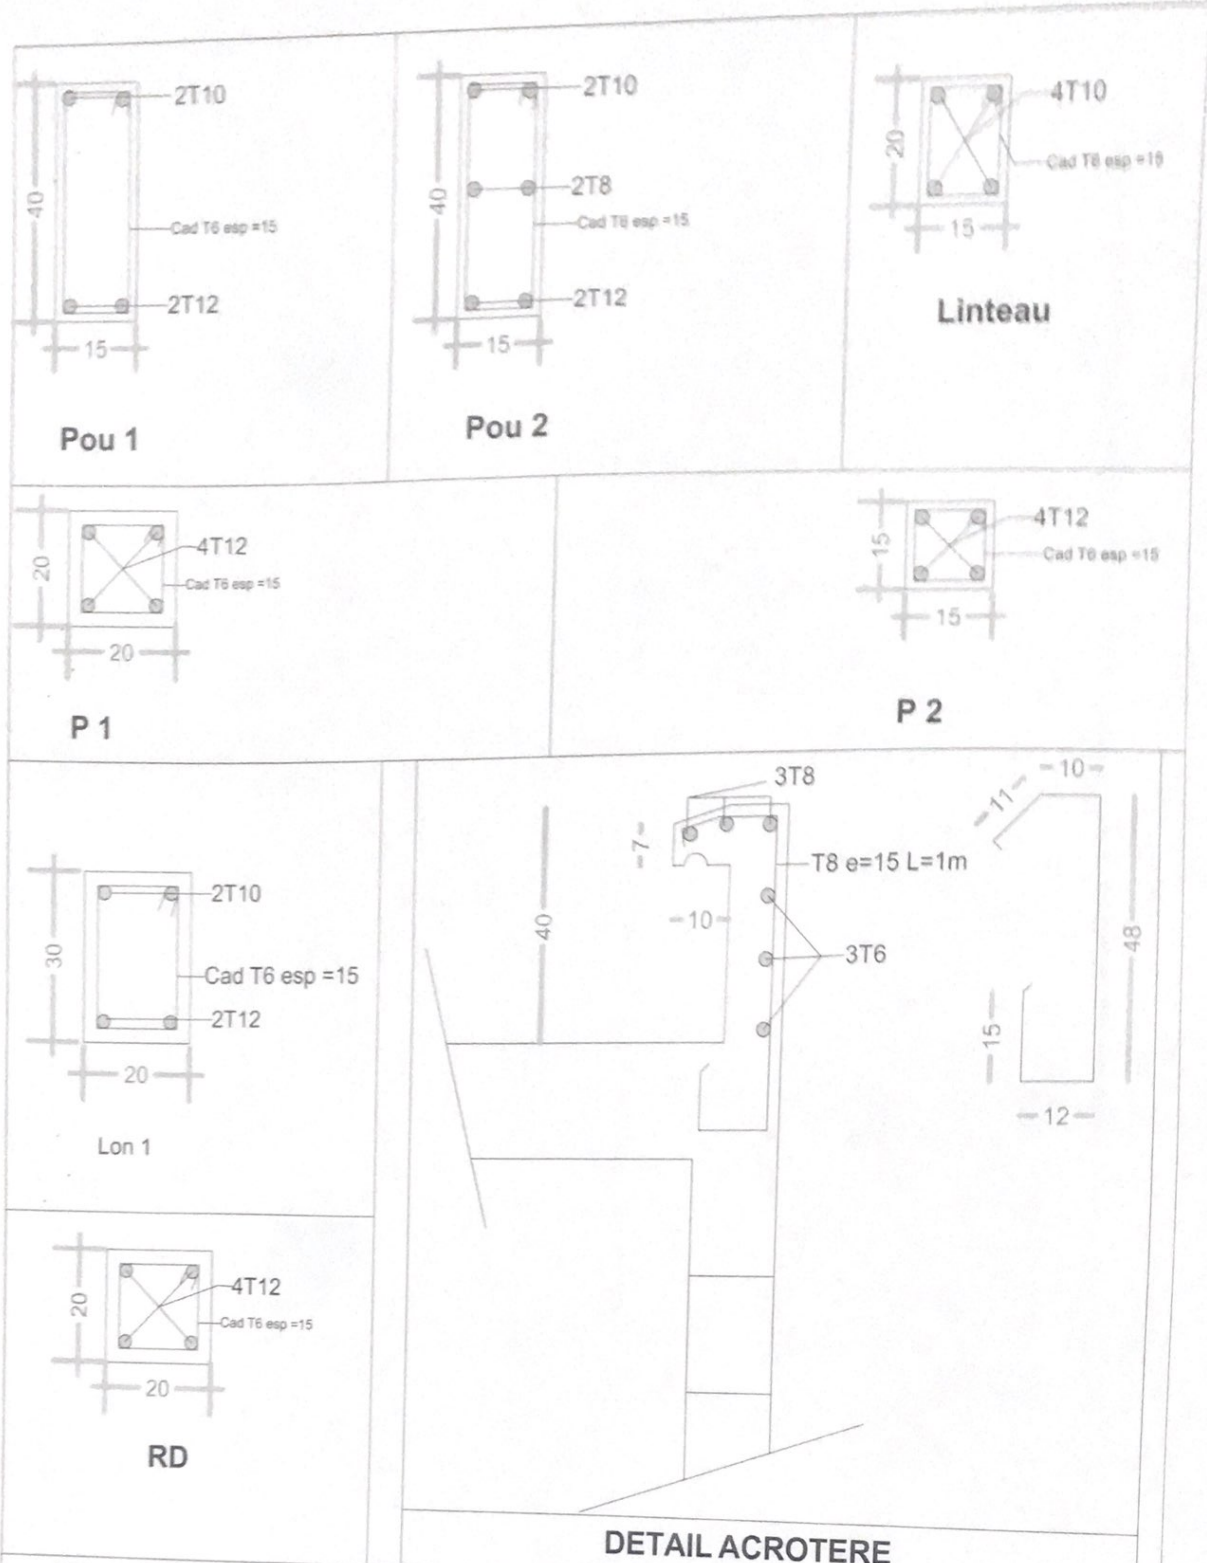 2T10
40
Cad T6 esp =15
2T12
15
Pou 1
2T10
2T8
40
Cad T6 esp =15
2T12
15
Pou 2
4T10
20
Cad T6 esp =15
15
Linteau
4T12
20
Cad T6 esp =15
20
P 1
4T12
15
Cad T6 esp =15
15
P 2
2T10
30
Cad T6 esp =15
2T12
20
Lon 1
4T12
20
Cad T6 esp =15
20
RD
3T8
7
T8 e=15 L=1m
40
10
3T6
10
11
48
15
12
DETAIL ACROTERE